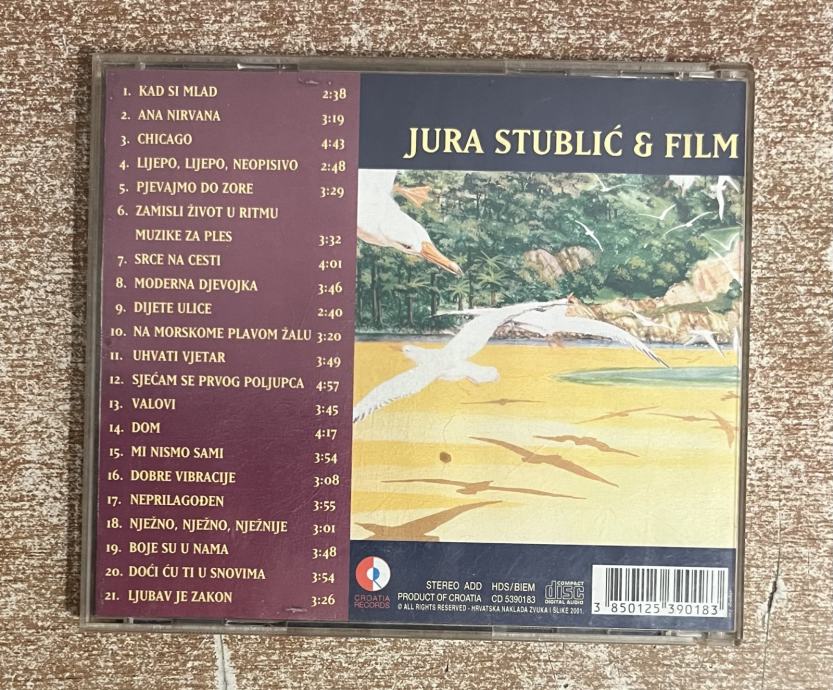 1. KAD SI MLAD 2:38
2. ANA NIRVANA 3:19
3. CHICAGO 4:43
4. LIJEPO, LIJEPO, NEOPISIVO 2:48
5. PJEVAJMO DO ZORE 3:29
6. ZAMISLI ŽIVOT U RITMU
MUZIKE ZA PLES 3:32
7. SRCE NA CESTI 4:01
8. MODERNA DJEVOJKA 3:46
9. DIJETE ULICE 2:40
10. NA MORSKOME PLAVOM ŽALU 3:20
11. UHVATI VJETAR 3:49
12. SJEĆAM SE PRVOG POLJUPCA 4:57
13. VALOVI 3:45
14. DOM 4:17
15. MI NISMO SAMI 3:54
16. DOBRE VIBRACIJE 3:08
17. NEPRILAGOĐEN 3:55
18. NJEŽNO, NJEŽNO, NJEŽNIJE 3:01
19. BOJE SU U NAMA 3:48
20. DOĆI ĆU TI U SNOVIMA 3:54
21. LJUBAV JE ZAKON 3:26
JURA STUBLIĆ & FILM
CROATIA
RECORDS
STEREO ADD HDS/BIEM
PRODUCT OF CROATIA CD 5390183
© ALL RIGHTS RESERVED - HRVATSKA NAKLADA ZVUKA I SLIKE 2001.
COMPACT
disc
DIGITAL AUDIO
3 850125 390183